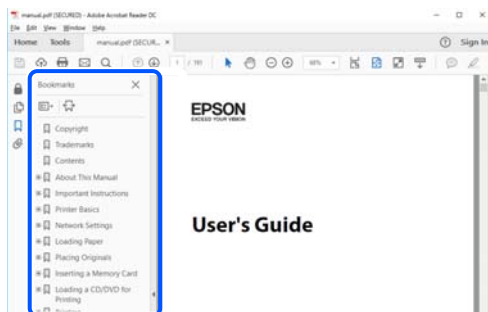 manual.pdf (SECURED) - Adobe Acrobat Reader DC
File Edit View Window Help
Home Tools manual.pdf (SECUR... × Sign In
1 /
Bookmarks
Copyright
Trademarks
Contents
About This Manual
Important Instructions
Printer Basics
Network Settings
Loading Paper
Placing Originals
Inserting a Memory Card
Loading a CD/DVD for
Printing
EPSON
EXCEED YOUR VISION
User's Guide